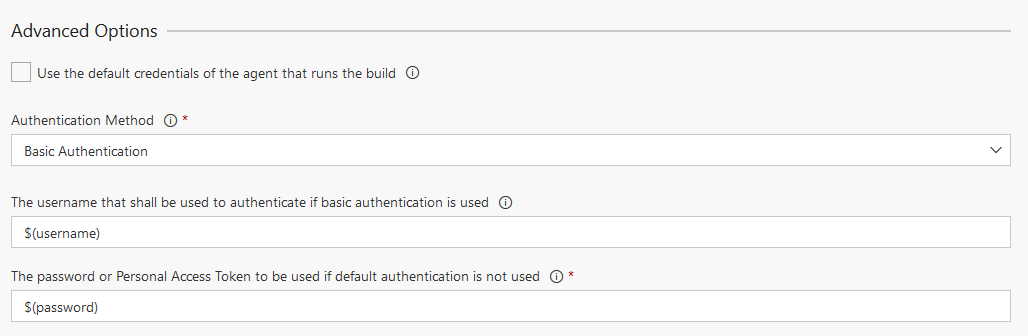 Advanced Options
Use the default credentials of the agent that runs the build
Authentication Method *
Basic Authentication
The username that shall be used to authenticate if basic authentication is used
$(username)
The password or Personal Access Token to be used if default authentication is not used *
$(password)